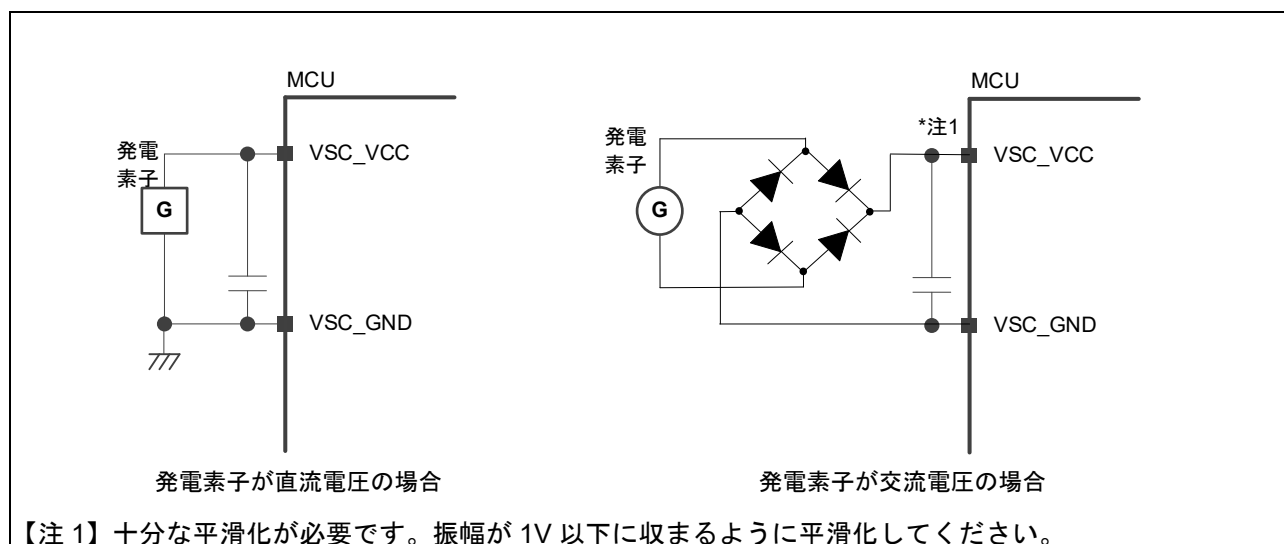 MCU
発電
素子
G
VSC_VCC
VSC_GND
発電素子が直流電圧の場合
MCU
*注1
発電
素子
G
VSC_VCC
VSC_GND
発電素子が交流電圧の場合
【注 1】十分な平滑化が必要です。振幅が 1V 以下に収まるように平滑化してください。